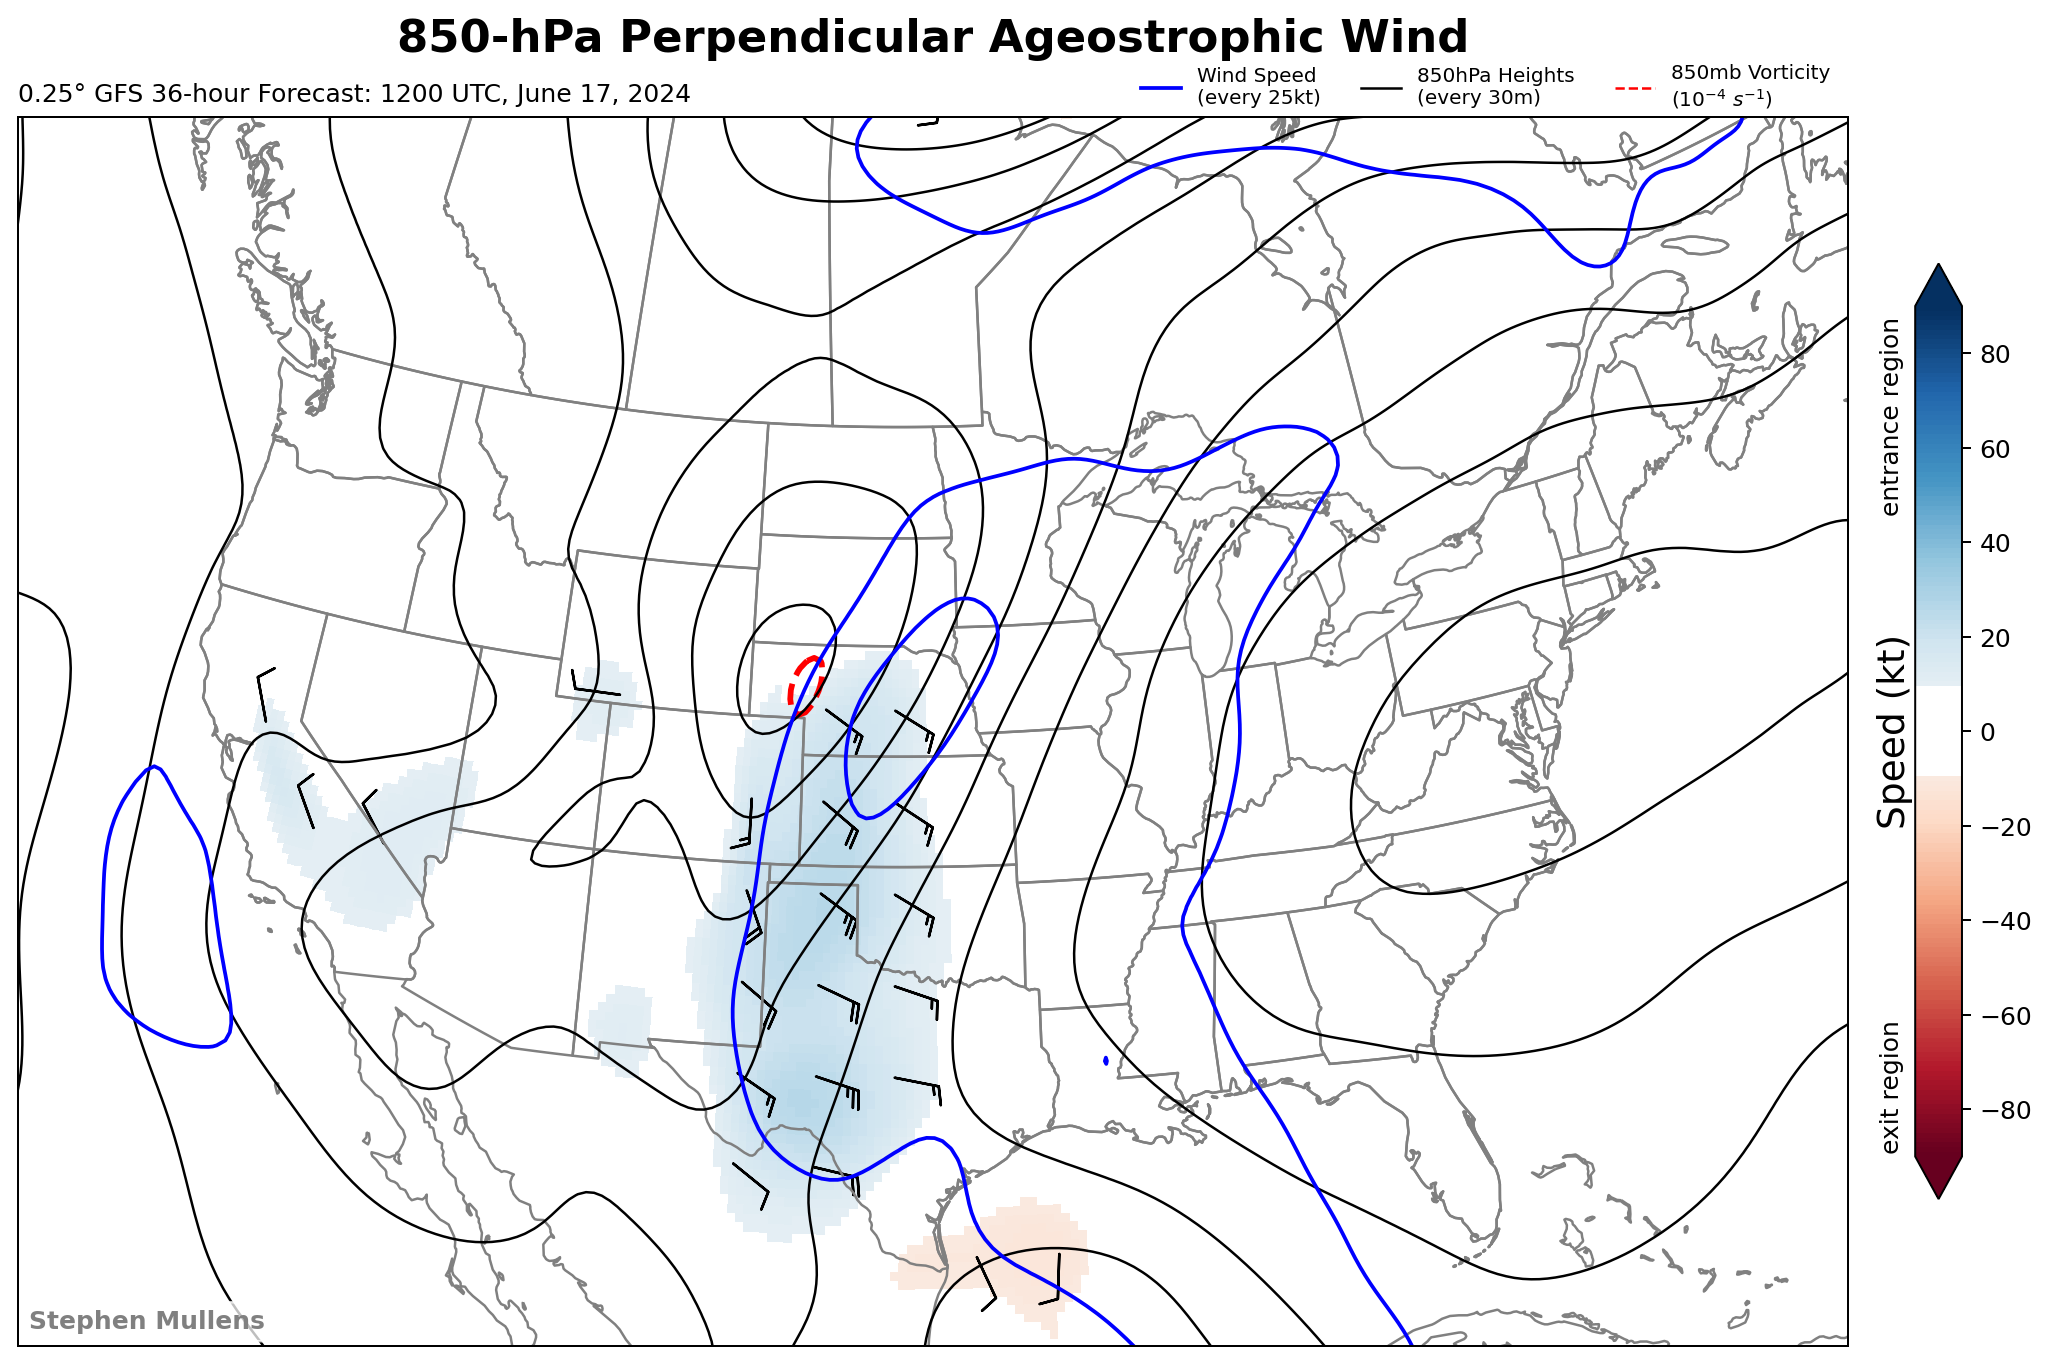 850-hPa Perpendicular Ageostrophic Wind
0.25° GFS 36-hour Forecast: 1200 UTC, June 17, 2024
Wind Speed
(every 25kt)
850hPa Heights
(every 30m)
850mb Vorticity
(10⁻⁴ s⁻¹)
entrance region
Speed (kt)
exit region
80
60
40
20
0
−20
−40
−60
−80
Stephen Mullens